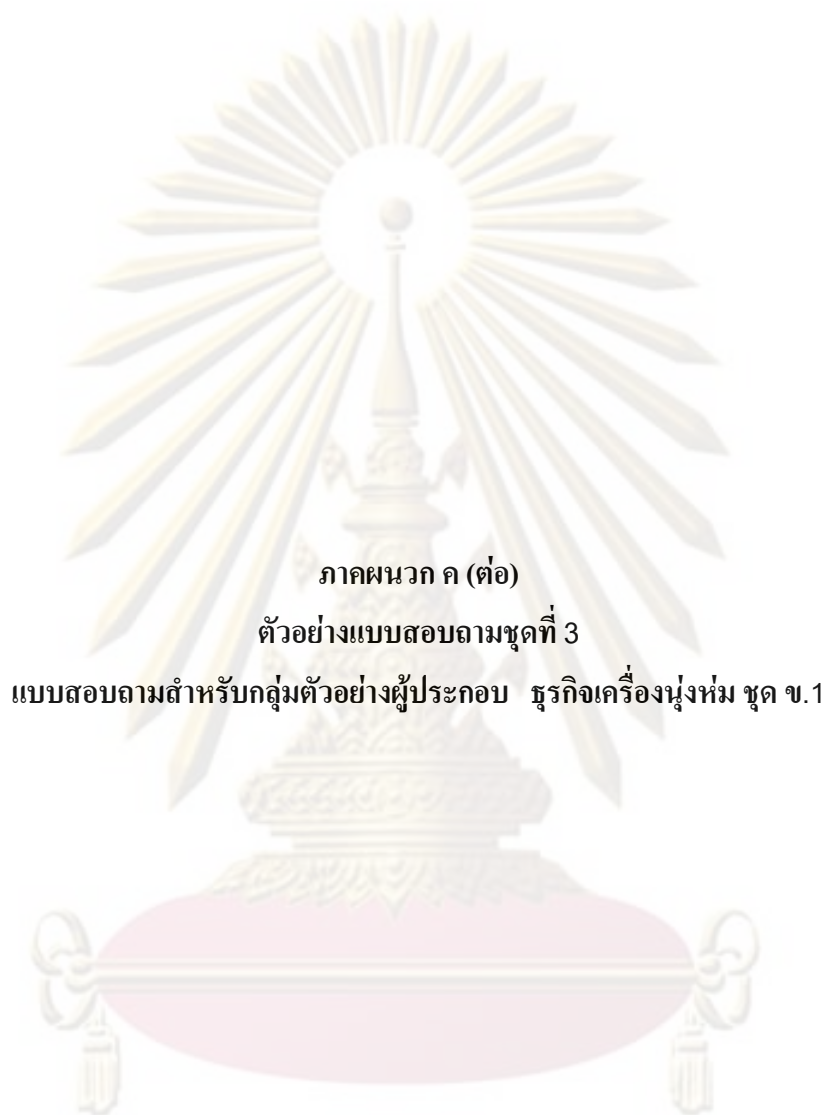 ภาคผนวก ค (ต่อ)
ตัวอย่างแบบสอบถามชุดที่ 3
แบบสอบถามสำหรับกลุ่มตัวอย่างผู้ประกอบ ธุรกิจเครื่องนุ่งห่ม ชุด ข.1